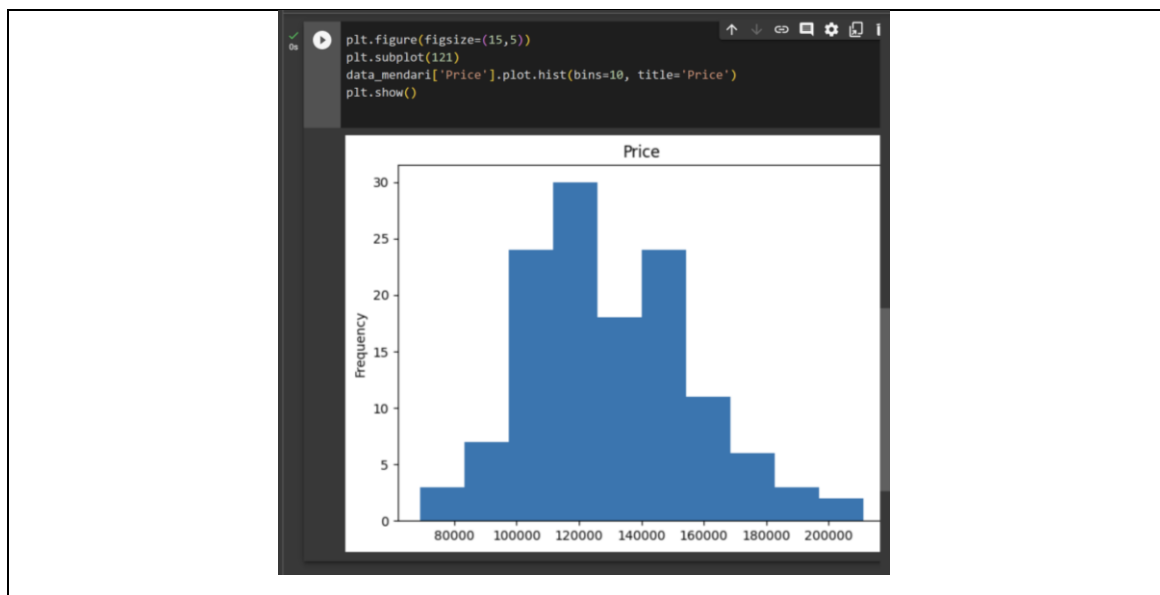 0s
plt.figure(figsize=(15,5))
plt.subplot(121)
data_mendari['Price'].plot.hist(bins=10, title='Price')
plt.show()
Price
30
25
20
15
10
5
0
Frequency
80000 100000 120000 140000 160000 180000 200000